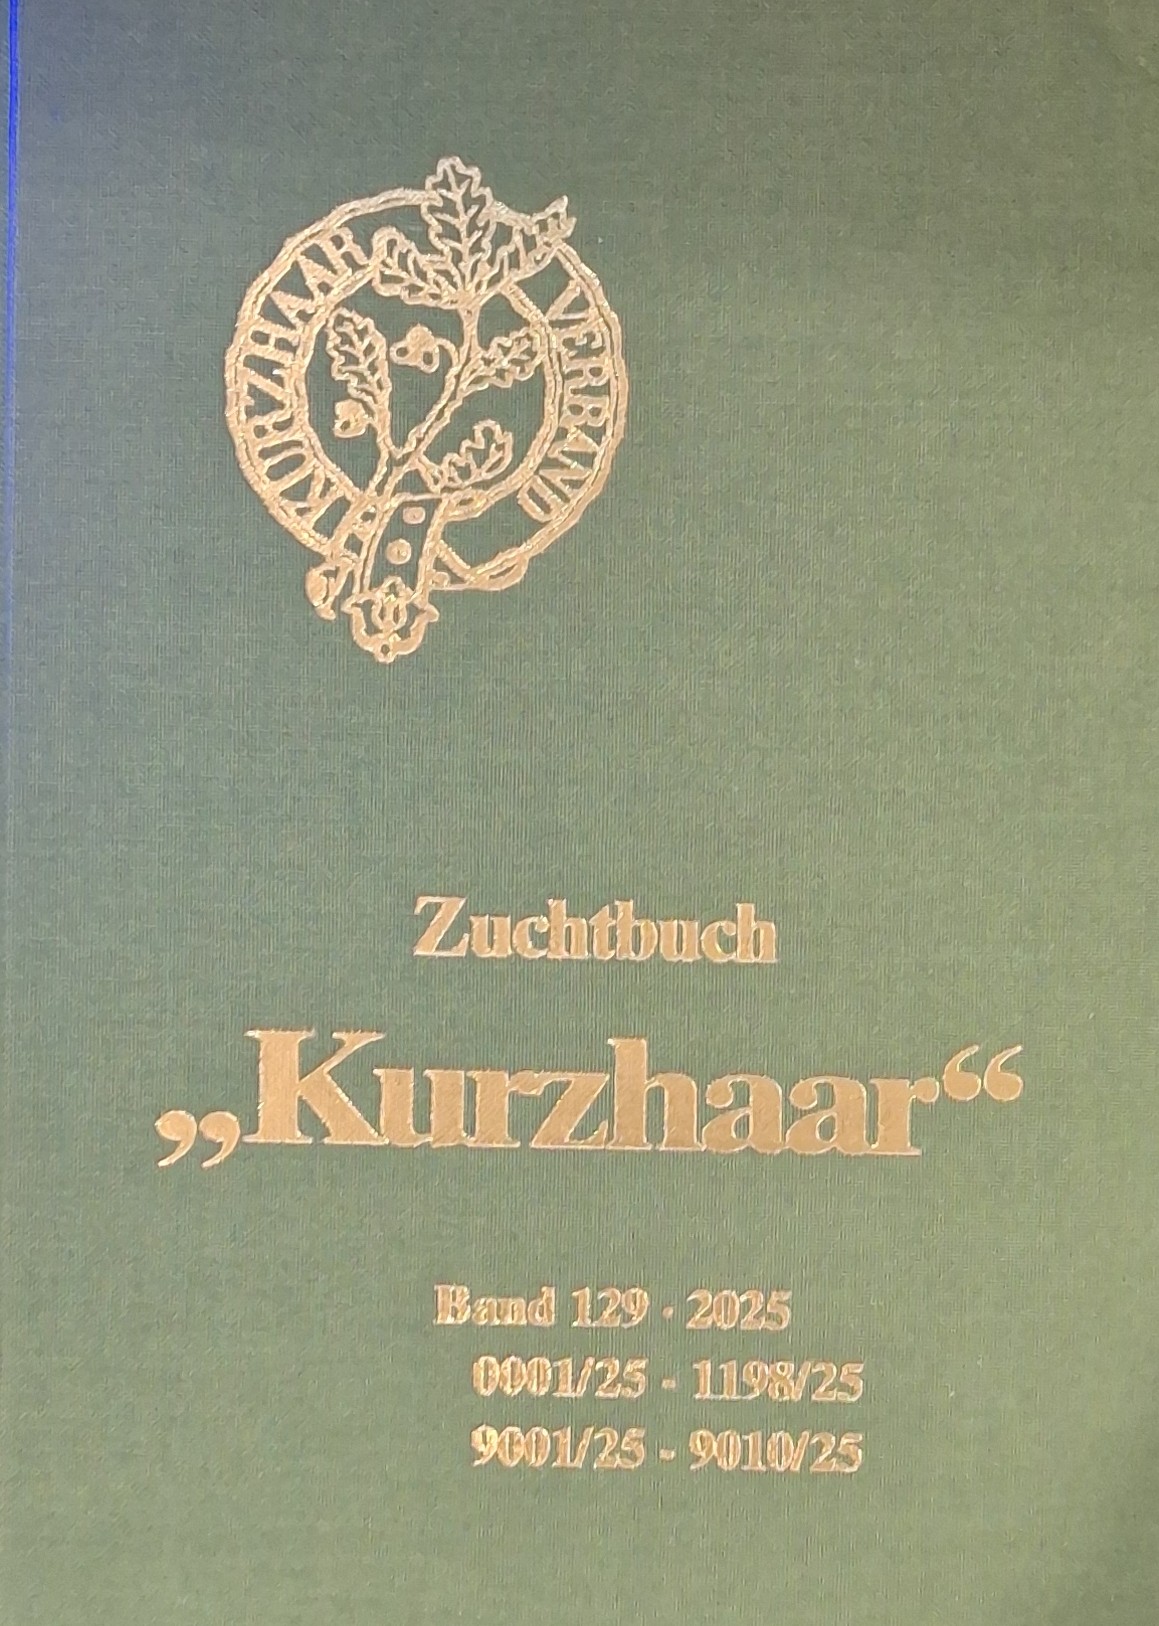 KURZHAAR VERBAND
Zuchtbuch
„Kurzhaar“
Band 129 · 2025
0001/25 - 1198/25
9001/25 - 9010/25